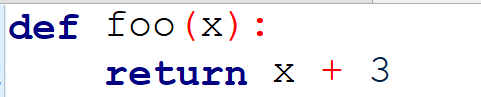 def foo(x):
    return x + 3